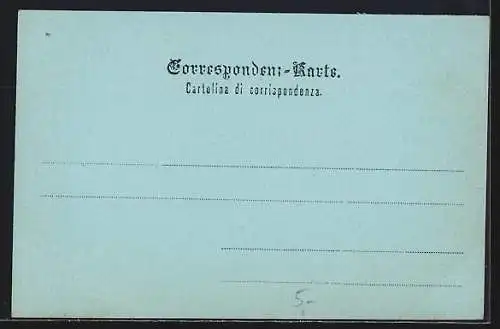 Correspondenz-Karte.
Cartolina di corrispondenza.
5-